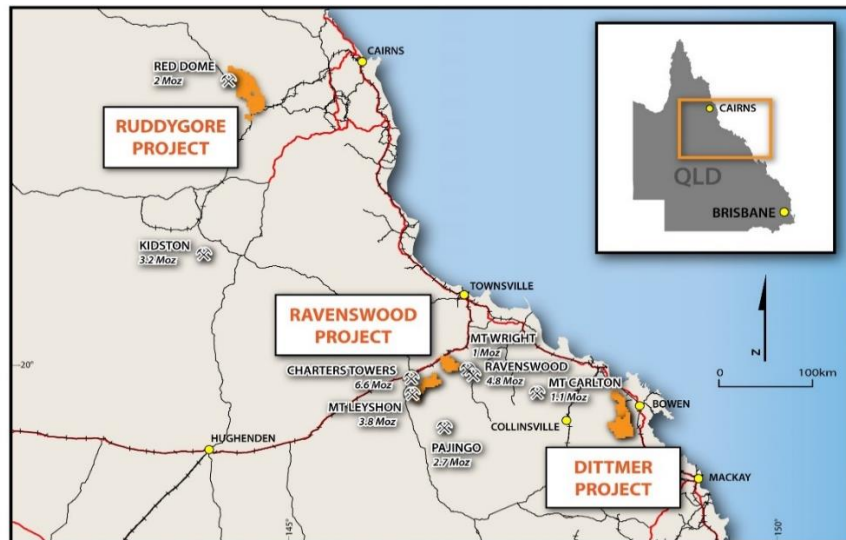 CAIRNS
RED DOME
2 Moz
RUDDYGORE
PROJECT
CAIRNS
QLD
BRISBANE
KIDSTON
3.2 Moz
TOWNSVILLE
RAVENSWOOD
PROJECT
MT WRIGHT
1 Moz
Z
-20°
0
100km
CHARTERS TOWERS
6.6 Moz
RAVENSWOOD
4.8 Moz
MT CARLTON
1.1 Moz
MT LEYSHON
3.8 Moz
BOWEN
COLLINSVILLE
PAJINGO
2.7 Moz
HUGHENDEN
DITTMER
PROJECT
MACKAY
-145°
-150°